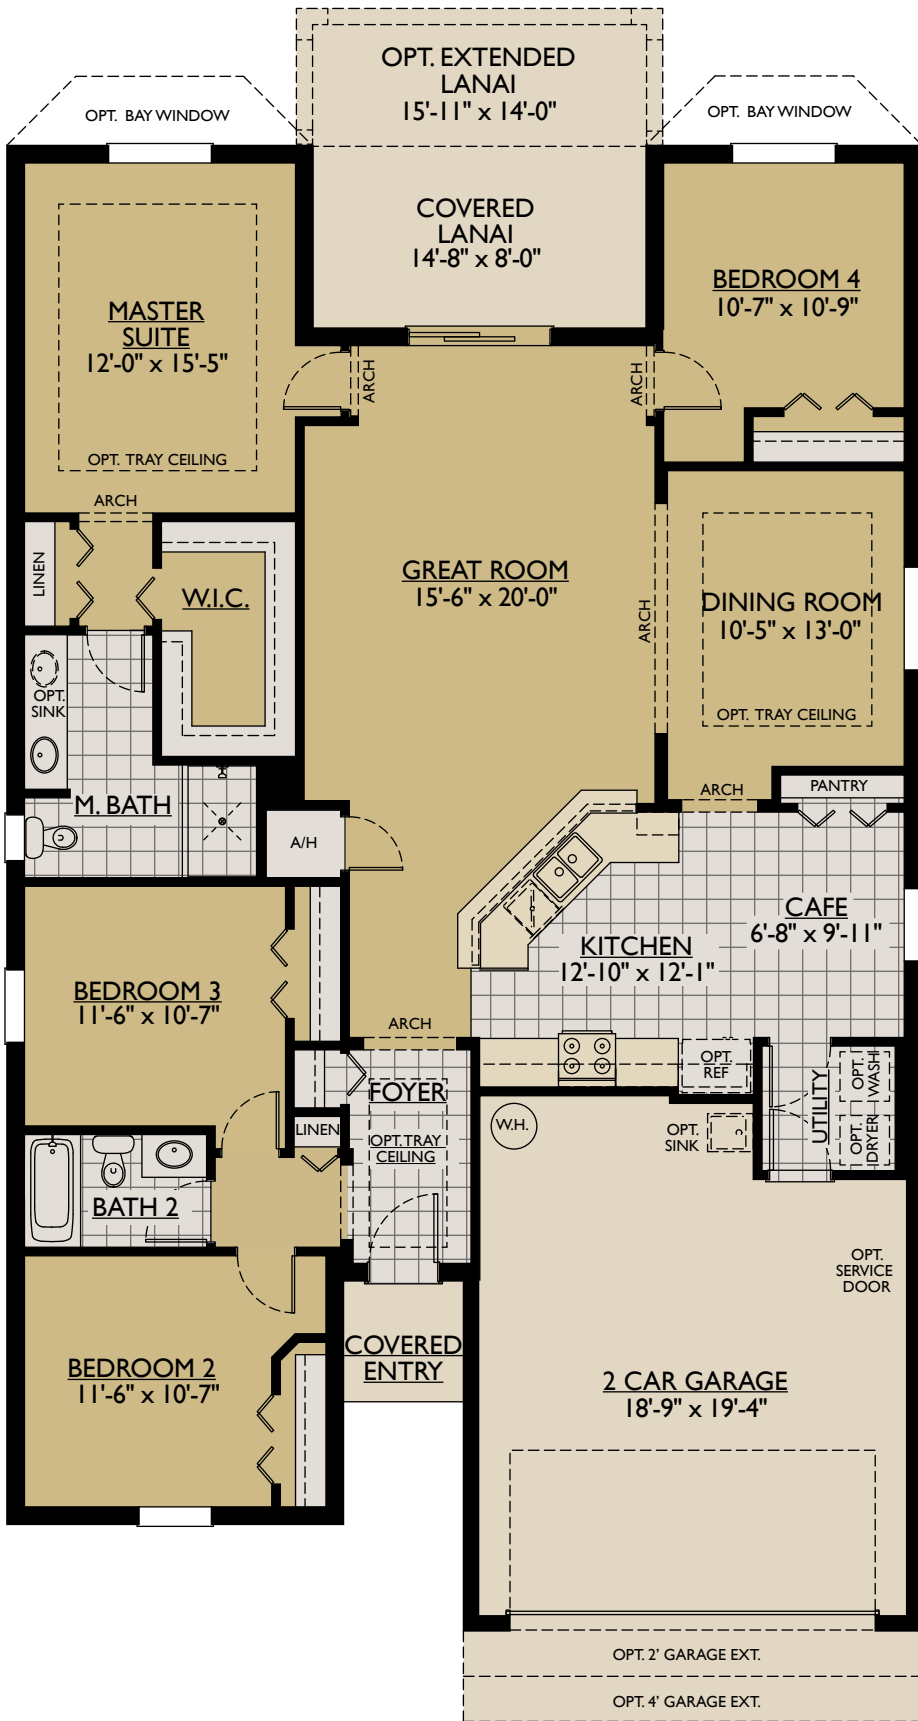 OPT. EXTENDED
LANAI
15'-11" x 14'-0"
OPT. BAY WINDOW
OPT. BAY WINDOW
COVERED
LANAI
14'-8" x 8'-0"
MASTER
SUITE
12'-0" x 15'-5"
BEDROOM 4
10'-7" x 10'-9"
ARCH
ARCH
OPT. TRAY CEILING
ARCH
LINEN
W.I.C.
GREAT ROOM
15'-6" x 20'-0"
ARCH
DINING ROOM
10'-5" x 13'-0"
OPT. TRAY CEILING
OPT.
SINK
M. BATH
A/H
ARCH
PANTRY
CAFE
6'-8" x 9'-11"
KITCHEN
12'-10" x 12'-1"
BEDROOM 3
11'-6" x 10'-7"
ARCH
FOYER
OPT. TRAY
CEILING
LINEN
OPT.
REF
UTILITY
OPT.
WASH
OPT.
DRYER
W.H.
OPT.
SINK
BATH 2
OPT.
SERVICE
DOOR
COVERED
ENTRY
BEDROOM 2
11'-6" x 10'-7"
2 CAR GARAGE
18'-9" x 19'-4"
OPT. 2' GARAGE EXT.
OPT. 4' GARAGE EXT.